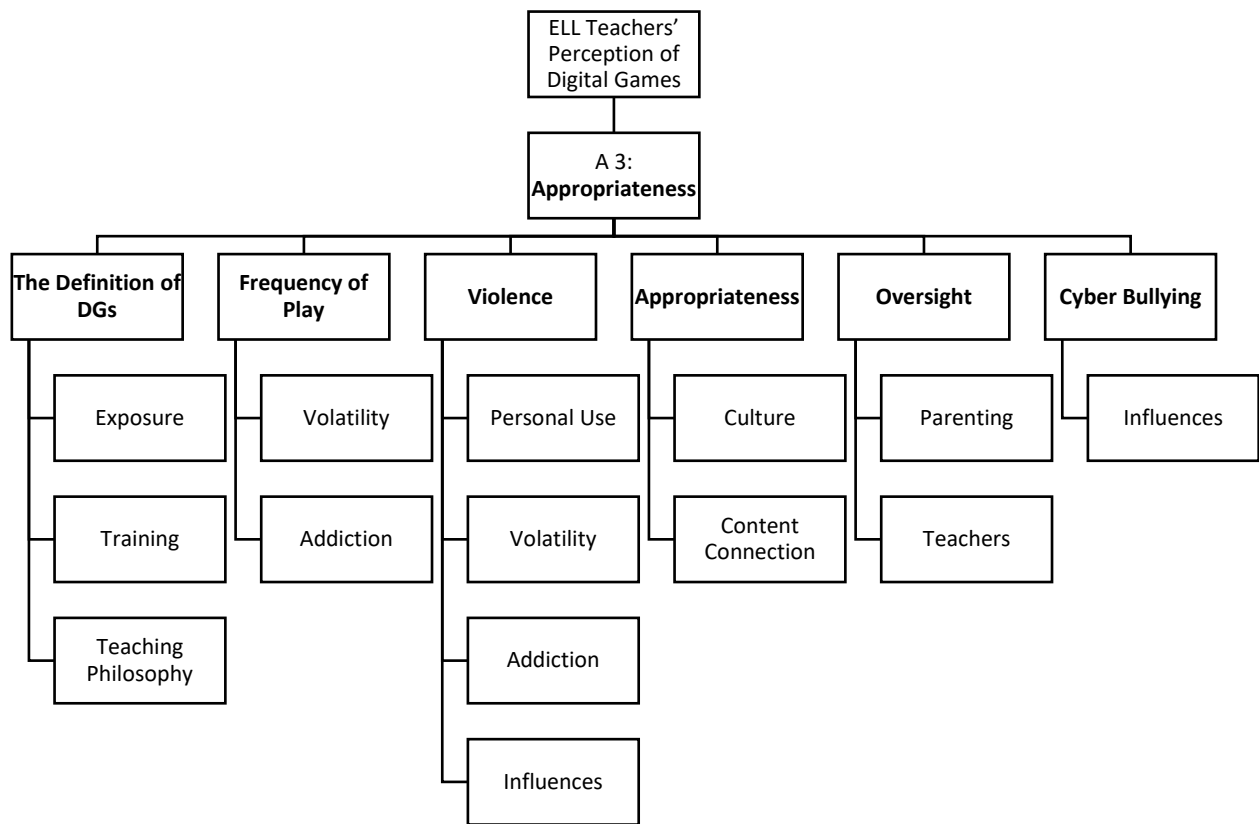 ELL Teachers’
Perception of
Digital Games
A 3:
Appropriateness
The Definition of
DGs
Frequency of
Play
Violence
Appropriateness
Oversight
Cyber Bullying
Exposure
Volatility
Personal Use
Culture
Parenting
Influences
Training
Addiction
Volatility
Content
Connection
Teachers
Teaching
Philosophy
Addiction
Influences